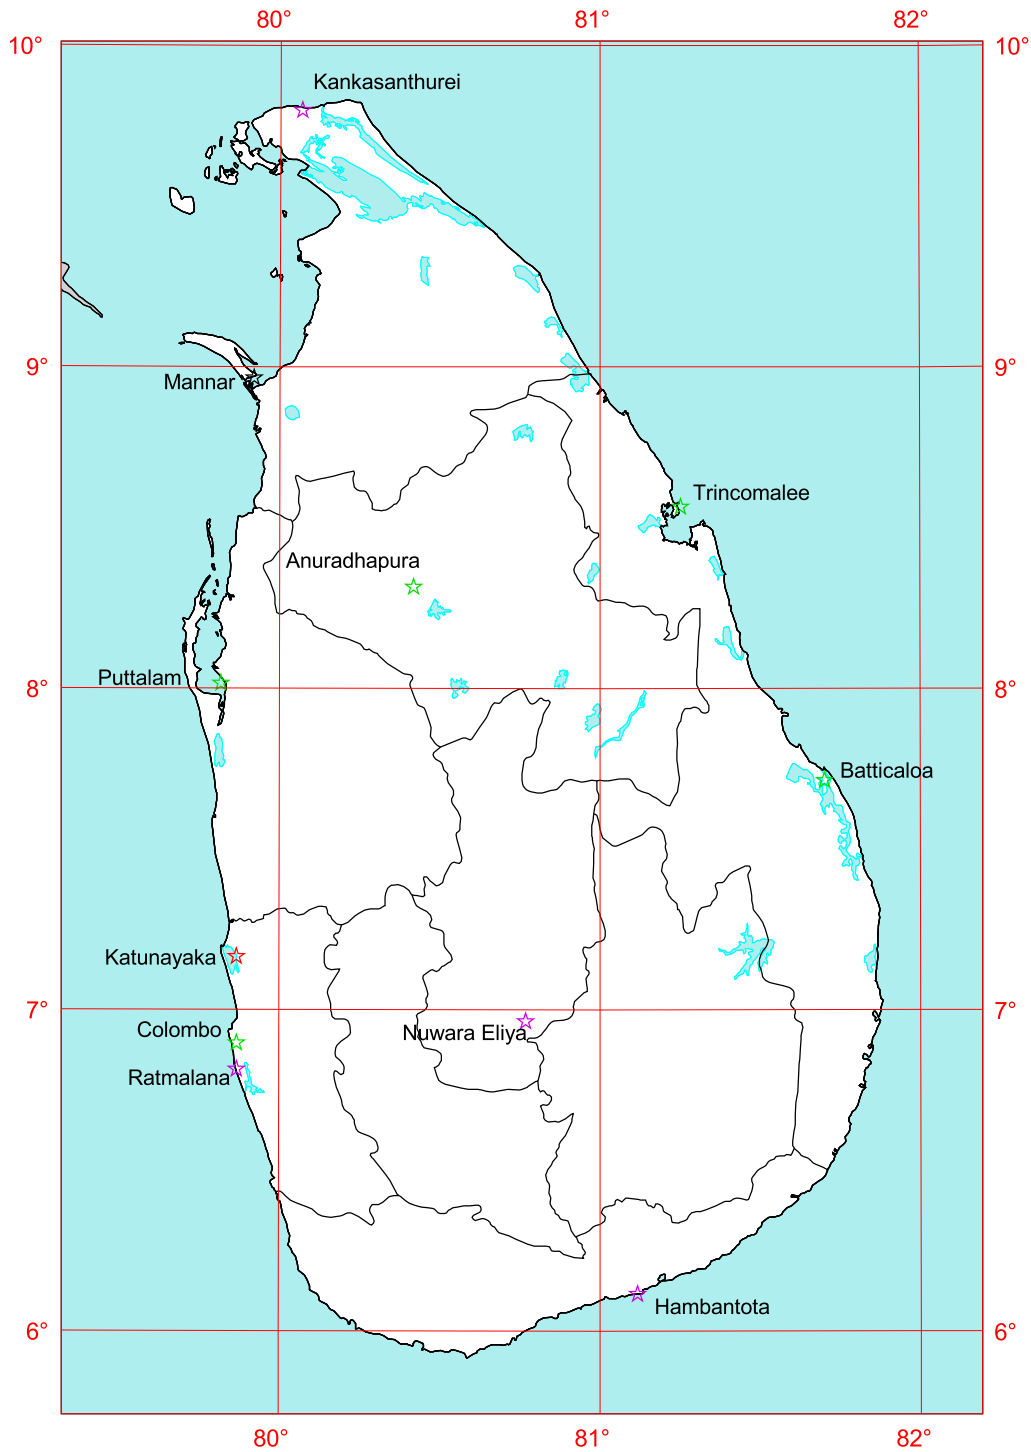 80° 81° 82°
10° 10°
Kankasanthurei
9° 9°
Mannar
Trincomalee
Anuradhapura
Puttalam
8° 8°
Batticaloa
Katunayaka
7° 7°
Colombo
Nuwara Eliya
Ratmalana
Hambantota
6° 6°
80° 81° 82°